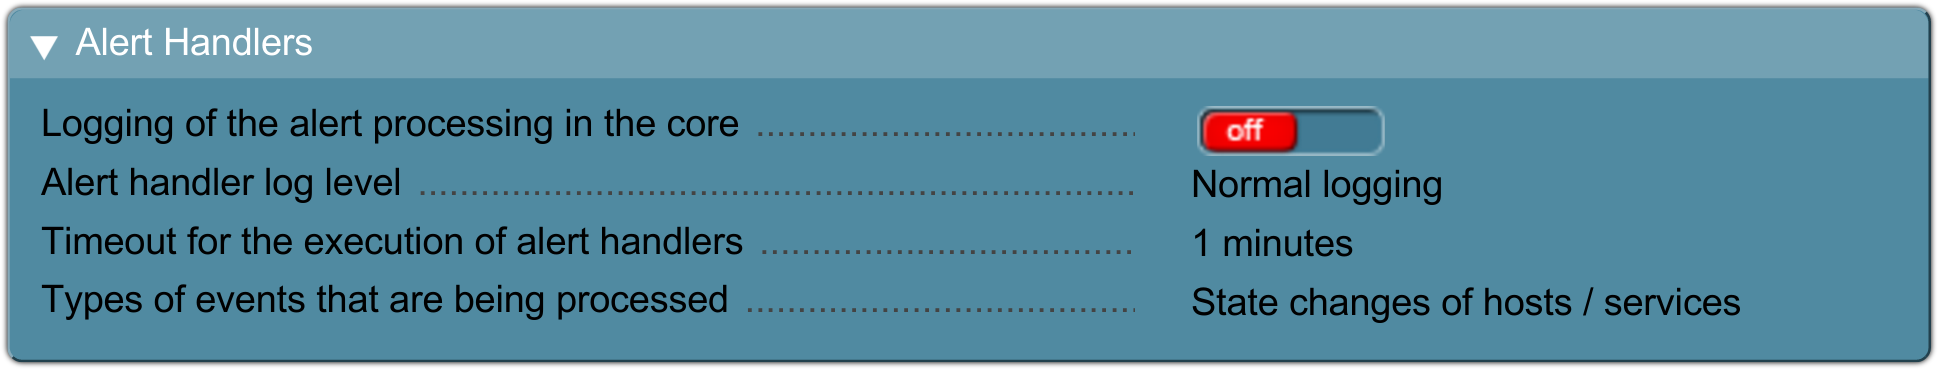 Alert Handlers
Logging of the alert processing in the core off
Alert handler log level Normal logging
Timeout for the execution of alert handlers 1 minutes
Types of events that are being processed State changes of hosts / services